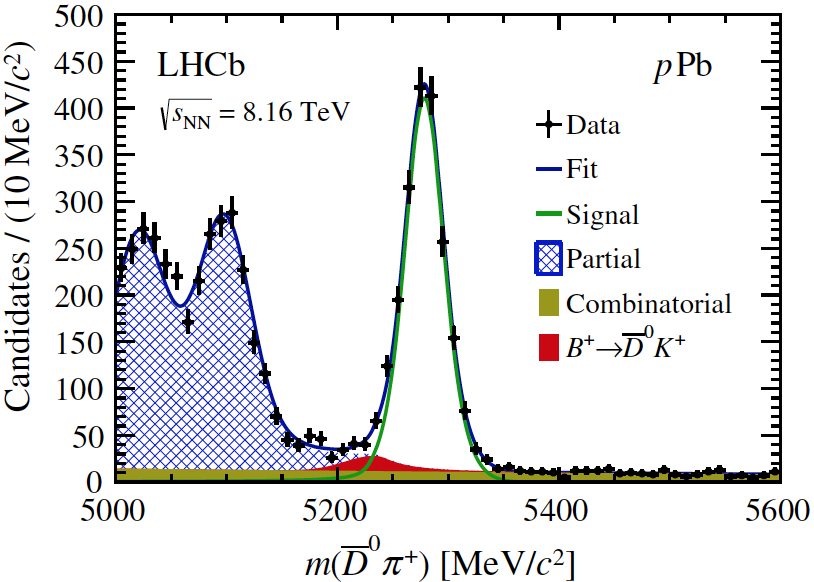 500
450
400
350
300
250
200
150
100
50
0
Candidates / (10 MeV/c²)
LHCb
√sNN = 8.16 TeV
pPb
Data
Fit
Signal
Partial
Combinatorial
B⁺→D̅⁰K⁺
5000 5200 5400 5600
m(D̅⁰π⁺) [MeV/c²]